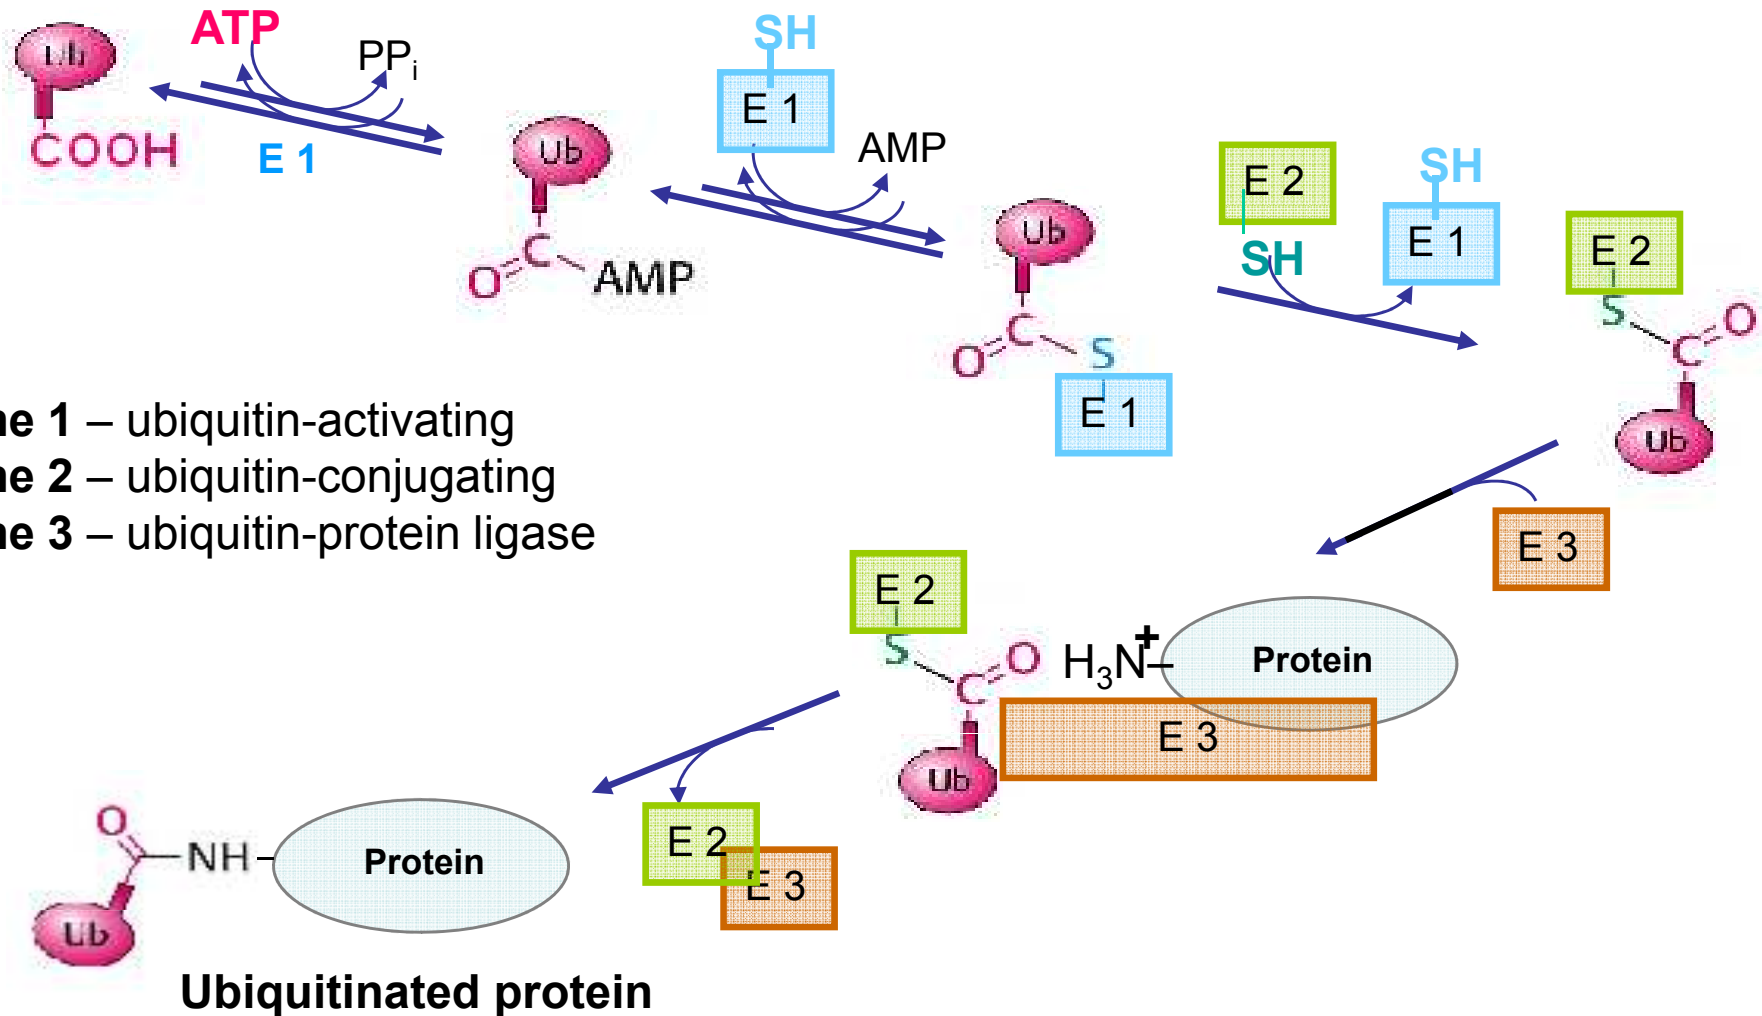 Ub
ATP
PPi
COOH
E 1
SH
E 1
AMP
Ub
C
O
AMP
Ub
C
O
S
E 1
E 2
SH
SH
E 1
E 2
S
O
C
Ub
ne 1 – ubiquitin-activating
ne 2 – ubiquitin-conjugating
ne 3 – ubiquitin-protein ligase
E 3
E 2
S
O
C
H3N+–
Protein
E 3
Ub
O
NH
Protein
Ub
E 2
E 3
Ubiquitinated protein